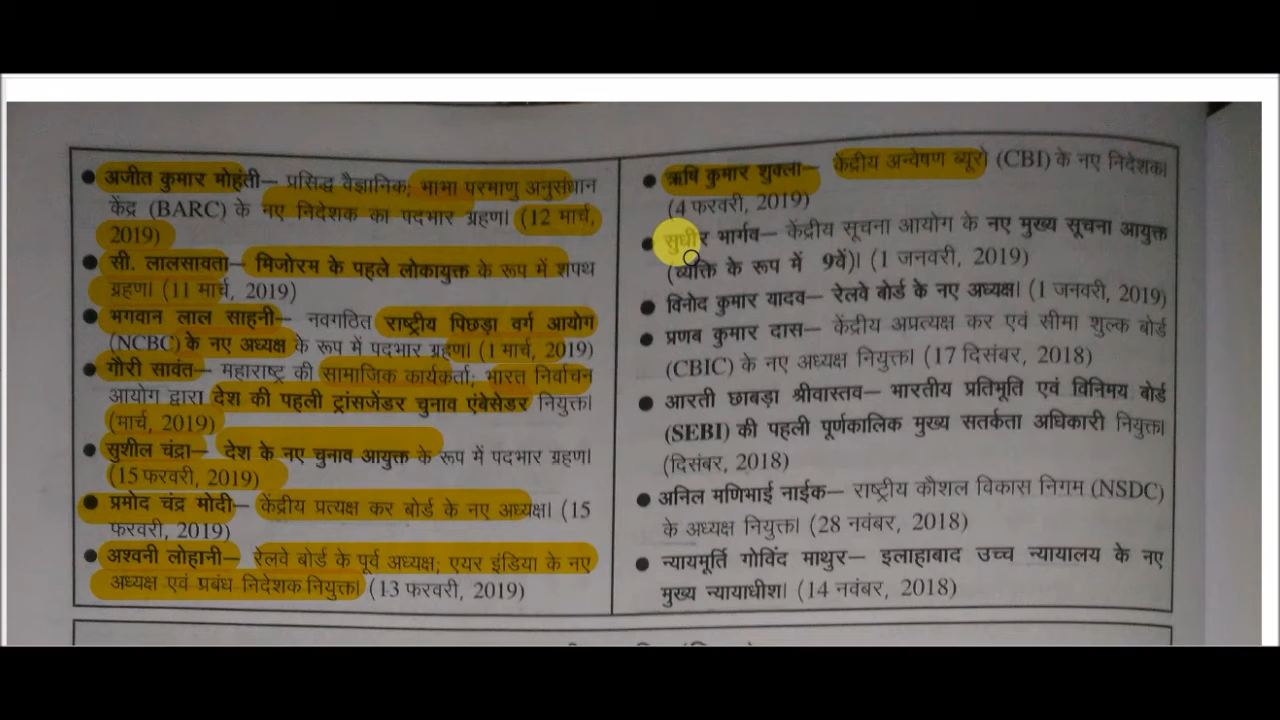 ● अजीत कुमार मोहंती– प्रसिद्ध वैज्ञानिक; भाभा परमाणु अनुसंधान
केंद्र (BARC) के नए निदेशक का पदभार ग्रहण। (12 मार्च,
2019)
● सी. लालसावता– मिजोरम के पहले लोकायुक्त के रूप में शपथ
ग्रहण। (11 मार्च, 2019)
● भगवान लाल साहनी– नवगठित राष्ट्रीय पिछड़ा वर्ग आयोग
(NCBC) के नए अध्यक्ष के रूप में पदभार ग्रहण। (1 मार्च, 2019)
● गौरी सावंत– महाराष्ट्र की सामाजिक कार्यकर्ता; भारत निर्वाचन
आयोग द्वारा देश की पहली ट्रांसजेंडर चुनाव एंबेसेडर नियुक्त।
(मार्च, 2019)
● सुशील चंद्रा– देश के नए चुनाव आयुक्त के रूप में पदभार ग्रहण।
(15 फरवरी, 2019)
● प्रमोद चंद्र मोदी– केंद्रीय प्रत्यक्ष कर बोर्ड के नए अध्यक्ष। (15
फरवरी, 2019)
● अश्वनी लोहानी– रेलवे बोर्ड के पूर्व अध्यक्ष; एयर इंडिया के नए
अध्यक्ष एवं प्रबंध निदेशक नियुक्त। (13 फरवरी, 2019)
● ऋषि कुमार शुक्ला– केंद्रीय अन्वेषण ब्यूरो (CBI) के नए निदेशक।
(4 फरवरी, 2019)
● सुधीर भार्गव– केंद्रीय सूचना आयोग के नए मुख्य सूचना आयुक्त
(व्यक्ति के रूप में 9वें)। (1 जनवरी, 2019)
● विनोद कुमार यादव– रेलवे बोर्ड के नए अध्यक्ष। (1 जनवरी, 2019)
● प्रणब कुमार दास– केंद्रीय अप्रत्यक्ष कर एवं सीमा शुल्क बोर्ड
(CBIC) के नए अध्यक्ष नियुक्त। (17 दिसंबर, 2018)
● आरती छाबड़ा श्रीवास्तव– भारतीय प्रतिभूति एवं विनिमय बोर्ड
(SEBI) की पहली पूर्णकालिक मुख्य सतर्कता अधिकारी नियुक्त।
(दिसंबर, 2018)
● अनिल मणिभाई नाईक– राष्ट्रीय कौशल विकास निगम (NSDC)
के अध्यक्ष नियुक्त। (28 नवंबर, 2018)
● न्यायमूर्ति गोविंद माथुर– इलाहाबाद उच्च न्यायालय के नए
मुख्य न्यायाधीश। (14 नवंबर, 2018)